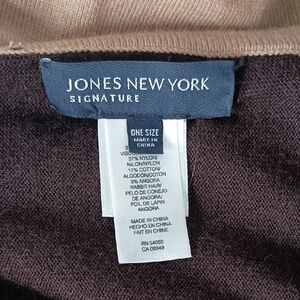 JONES NEW YORK
SIGNATURE
ONE SIZE
MADE IN
CHINA
37% NYLON/
NILON/NYLON
17% COTTON/
ALGODÓN/COTON
9% ANGORA
RABBIT HAIR/
PELO DE CONEJO
DE ANGORA/
POIL DE LAPIN
ANGORA
MADE IN CHINA
HECHO EN CHINA
FAIT EN CHINE
RN 54050
CA 08949